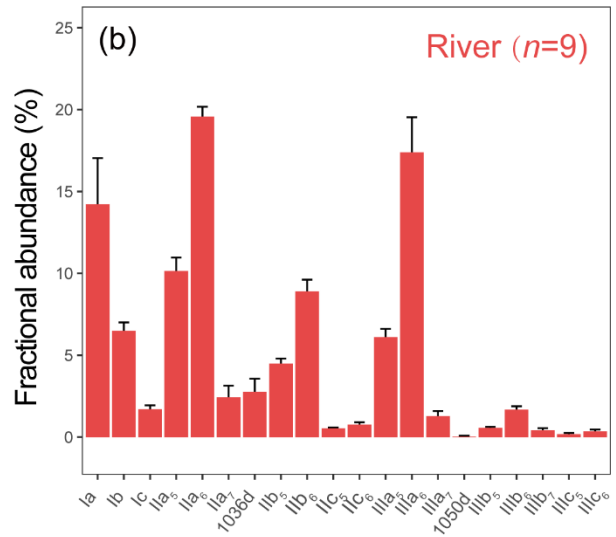 (b)
River (n=9)
Fractional abundance (%)
25
20
15
10
5
0
Ia
Ib
Ic
IIa₅
IIa₆
IIa₇
1036d
IIb₅
IIb₆
IIc₅
IIc₆
IIIa₅
IIIa₆
IIIa₇
1050d
IIIb₅
IIIb₆
IIIb₇
IIIc₅
IIIc₆